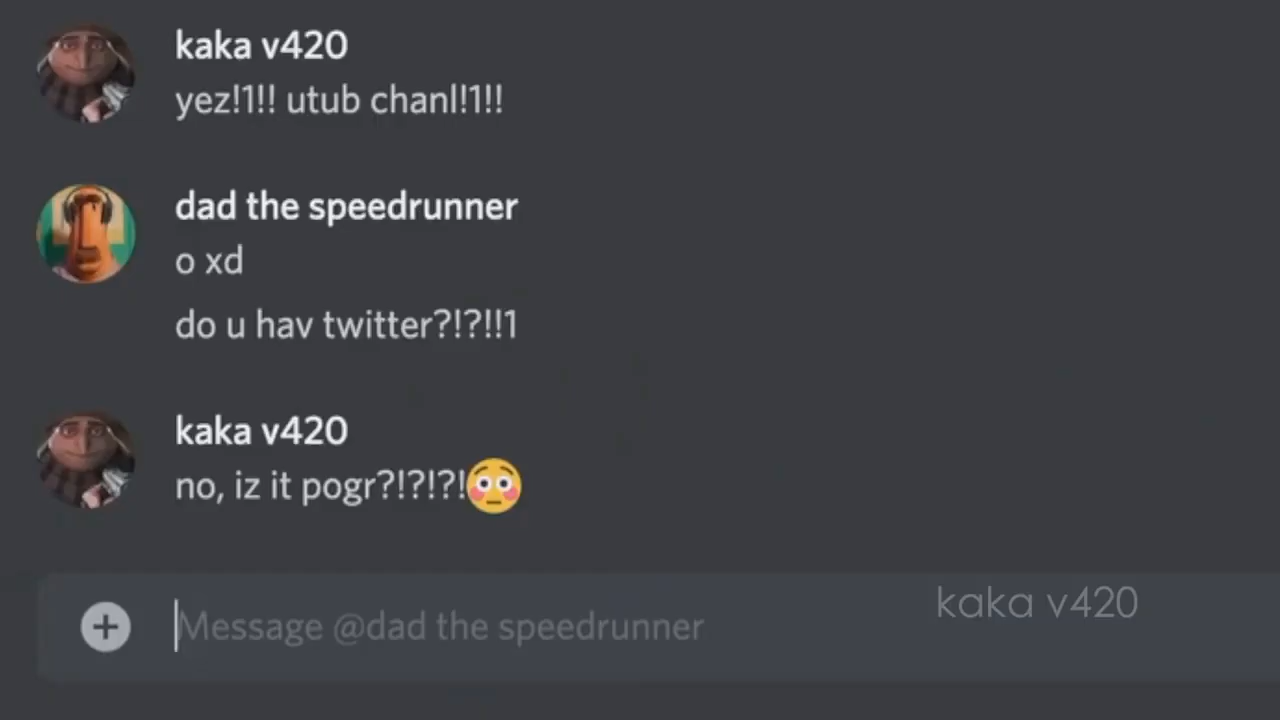 kaka v420
yez!1!! utub chanl!1!!
dad the speedrunner
o xd
do u hav twitter?!?!!1
kaka v420
no, iz it pogr?!?!?!😳
Message @dad the speedrunner
kaka v420